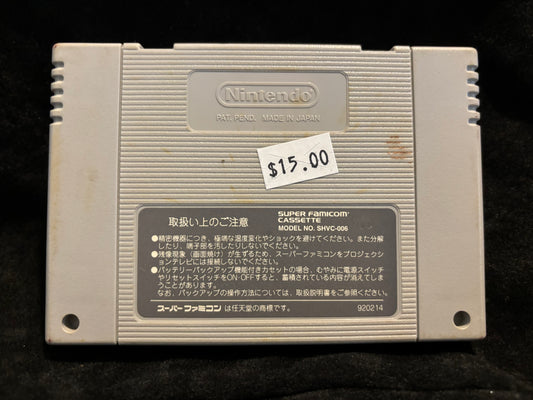 Nintendo
PAT. PEND. MADE IN JAPAN
$15.00
取扱い上のご注意
SUPER FAMICOM
CASSETTE
MODEL NO. SHVC-006
●精密機器につき、極端な温度変化やショックを避けてください。また分解
したり、端子部を汚したりしないでください。
●残像現象（画面焼け）が生ずるため、スーパーファミコンをプロジェクシ
ョンテレビには接続しないでください。
●バッテリーバックアップ機能付きカセットの場合、むやみに電源スイッチ
やリセットスイッチをON・OFFすると、蓄積されている内容が消えてしま
うことがあります。
なお、バックアップの操作方法については、取扱説明書をご参照ください。
スーパーファミコン は任天堂の商標です。
920214